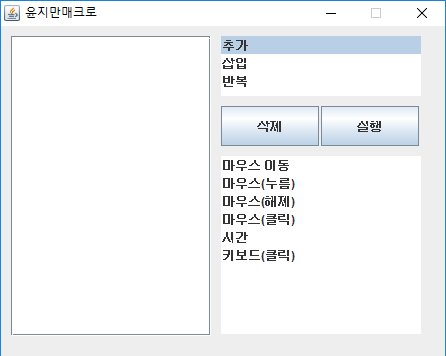 윤지만매크로
추가
삽입
반복
삭제
실행
마우스 이동
마우스(누름)
마우스(해제)
마우스(클릭)
시간
키보드(클릭)